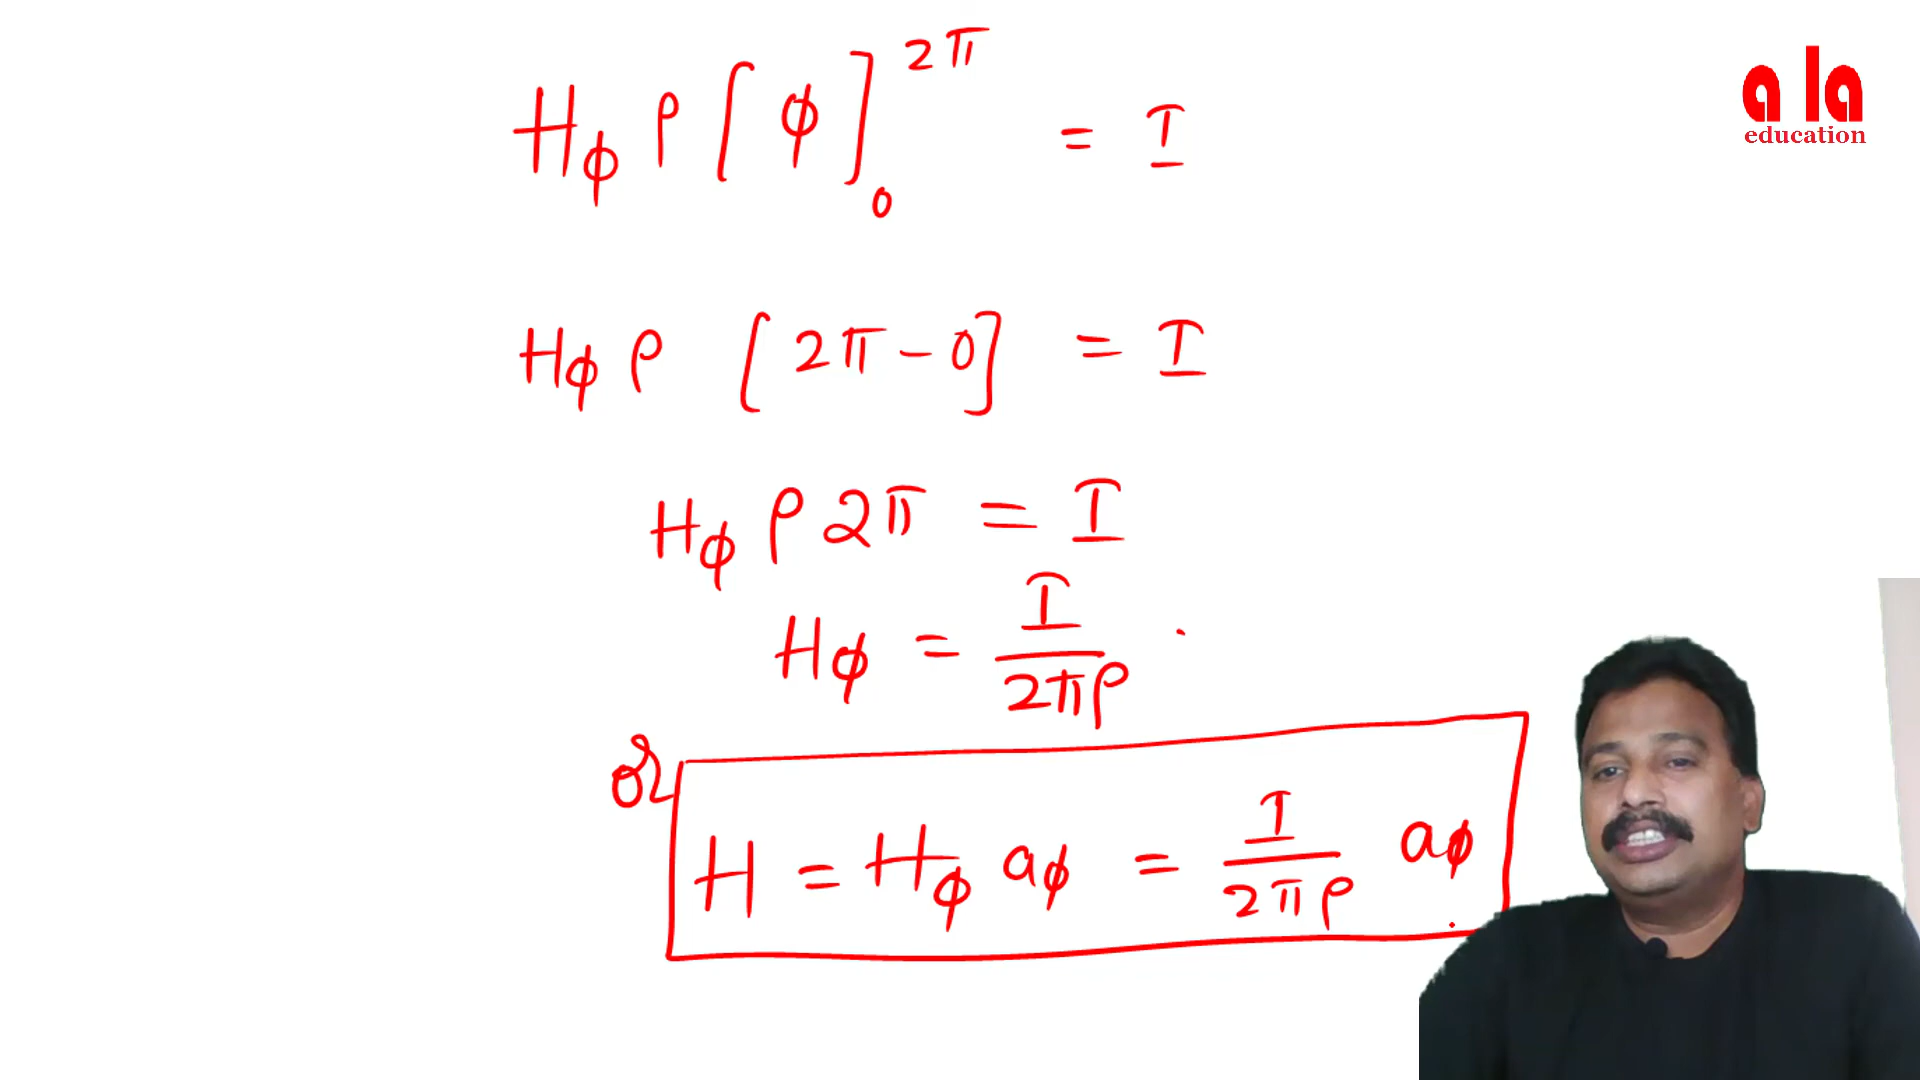 a la
education
Hϕ ρ [ϕ]₀^2π = I
Hϕ ρ [2π - 0] = I
Hϕ ρ 2π = I
Hϕ = I / 2πρ
or
H = Hϕ aϕ = I / 2πρ aϕ